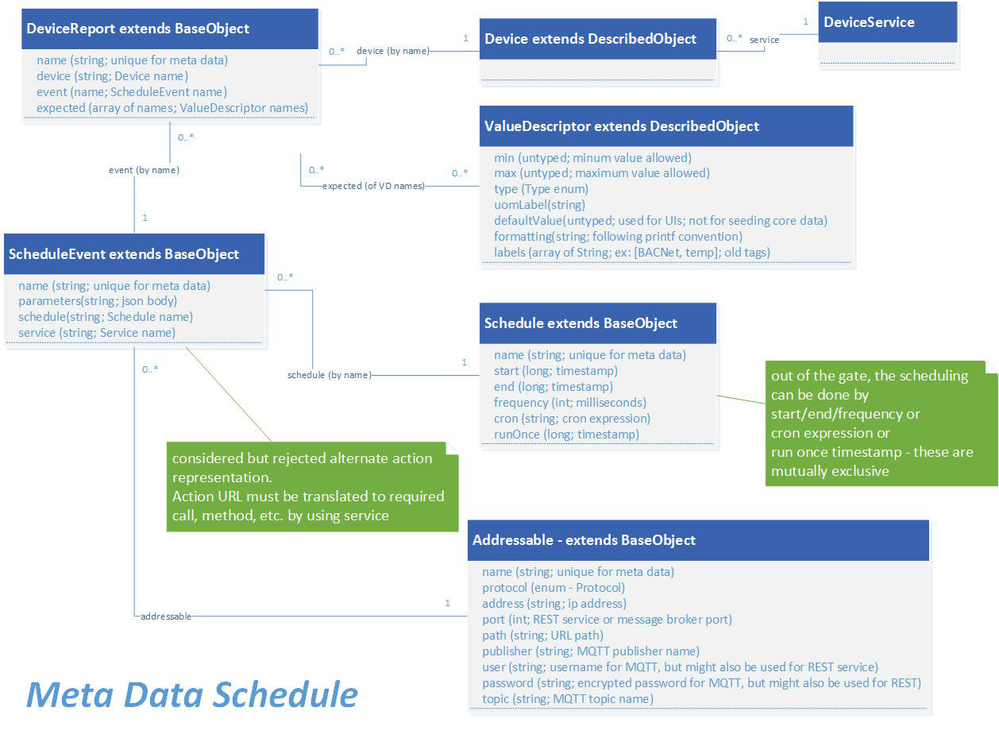 DeviceReport extends BaseObject
name (string; unique for meta data)
device (string; Device name)
event (name; ScheduleEvent name)
expected (array of names; ValueDescriptor names)
0..*
device (by name)
1
Device extends DescribedObject
0..*
service
1
DeviceService
0..*
event (by name)
1
0..*
expected (of VD names)
0..*
ValueDescriptor extends DescribedObject
min (untyped; minum value allowed)
max (untyped; maximum value allowed)
type (Type enum)
uomLabel(string)
defaultValue(untyped; used for UIs; not for seeding core data)
formatting(string; following printf convention)
labels (array of String; ex: [BACNet, temp]; old tags)
ScheduleEvent extends BaseObject
name (string; unique for meta data)
parameters(string; json body)
schedule(string; Schedule name)
service (string; Service name)
0..*
schedule (by name)
1
Schedule extends BaseObject
name (string; unique for meta data)
start (long; timestamp)
end (long; timestamp)
frequency (int; milliseconds)
cron (string; cron expression)
runOnce (long; timestamp)
out of the gate, the scheduling
can be done by
start/end/frequency or
cron expression or
run once timestamp - these are
mutually exclusive
0..*
considered but rejected alternate action
representation.
Action URL must be translated to required
call, method, etc. by using service
addressable
1
Addressable - extends BaseObject
name (string; unique for meta data)
protocol (enum - Protocol)
address (string; ip address)
port (int; REST service or message broker port)
path (string; URL path)
publisher (string; MQTT publisher name)
user (string; username for MQTT, but might also be used for REST service)
password (string; encrypted password for MQTT, but might also be used for REST)
topic (string; MQTT topic name)
Meta Data Schedule